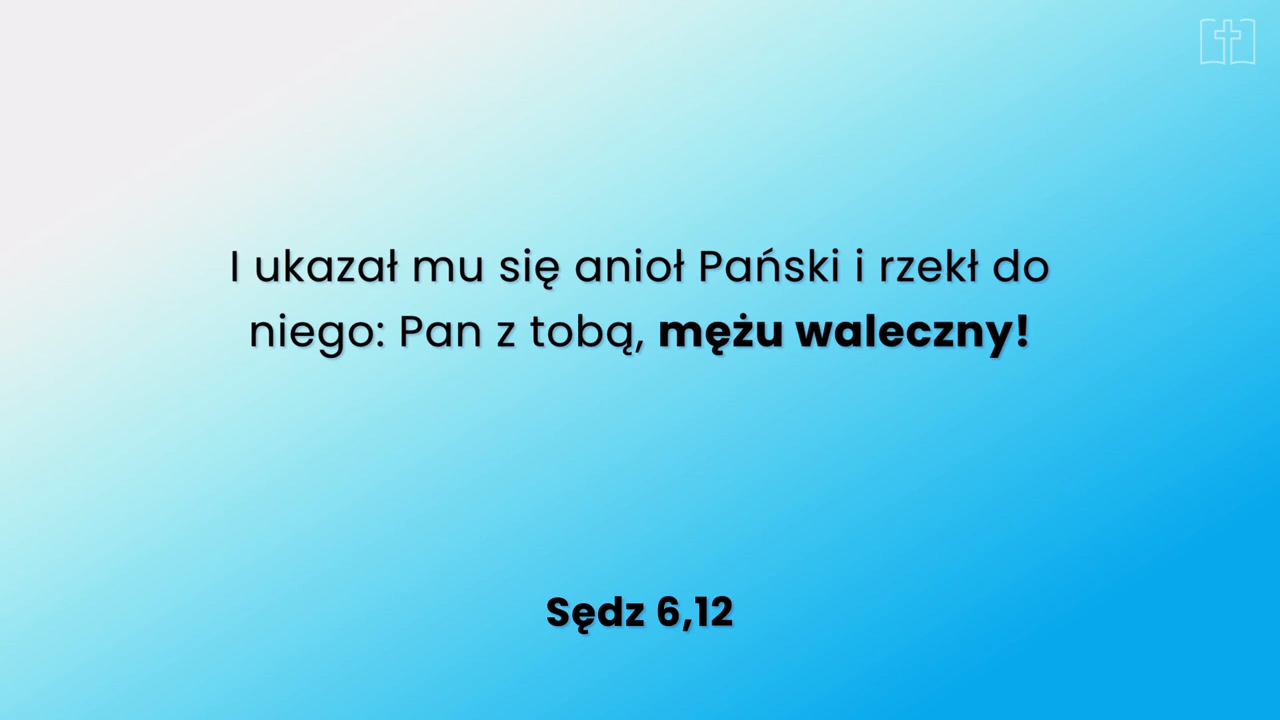 I ukazał mu się anioł Pański i rzekł do
niego: Pan z tobą, mężu waleczny!
Sędz 6,12